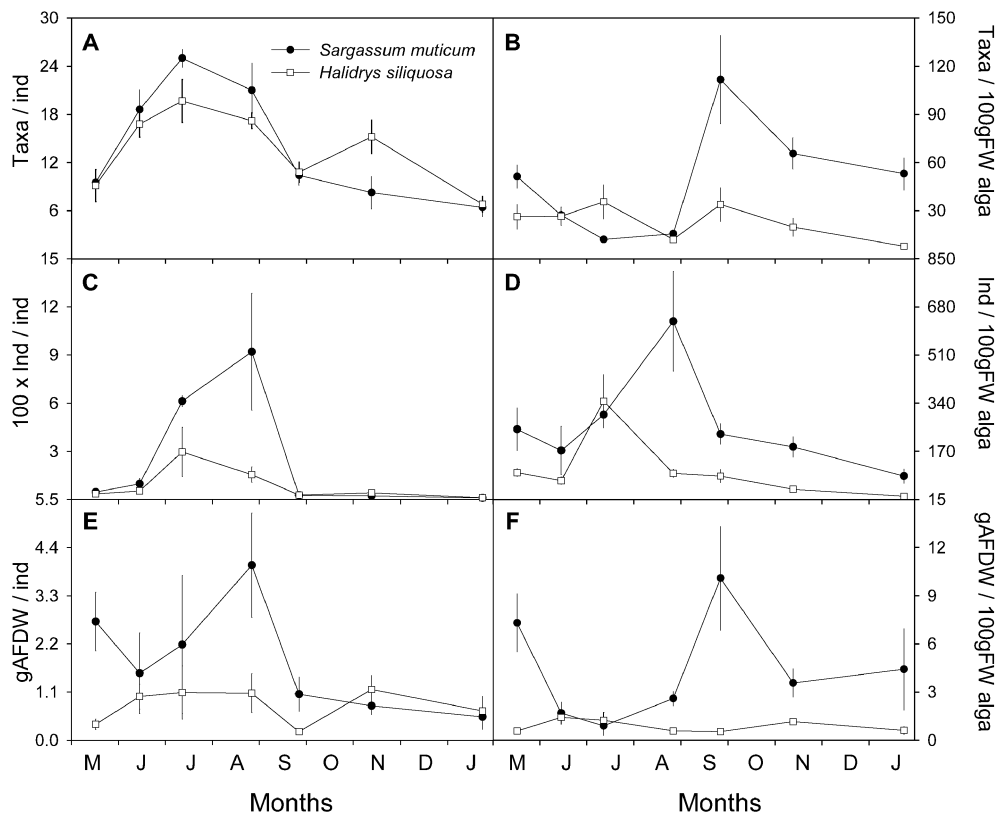 A
Sargassum muticum
Halidrys siliquosa
Taxa / ind
30
24
18
12
6
15
B
150
120
90
60
30
850
Taxa / 100gFW alga
C
100 x Ind / ind
12
9
6
3
5.5
D
680
510
340
170
15
Ind / 100gFW alga
E
gAFDW / ind
4.4
3.3
2.2
1.1
0.0
F
12
9
6
3
0
gAFDW / 100gFW alga
M J J A S O N D J
M J J A S O N D J
Months
Months